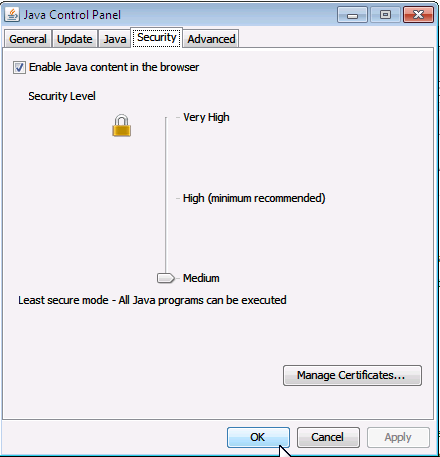 Java Control Panel
General Update Java Security Advanced
Enable Java content in the browser
Security Level
Very High
High (minimum recommended)
Medium
Least secure mode - All Java programs can be executed
Manage Certificates...
OK Cancel Apply